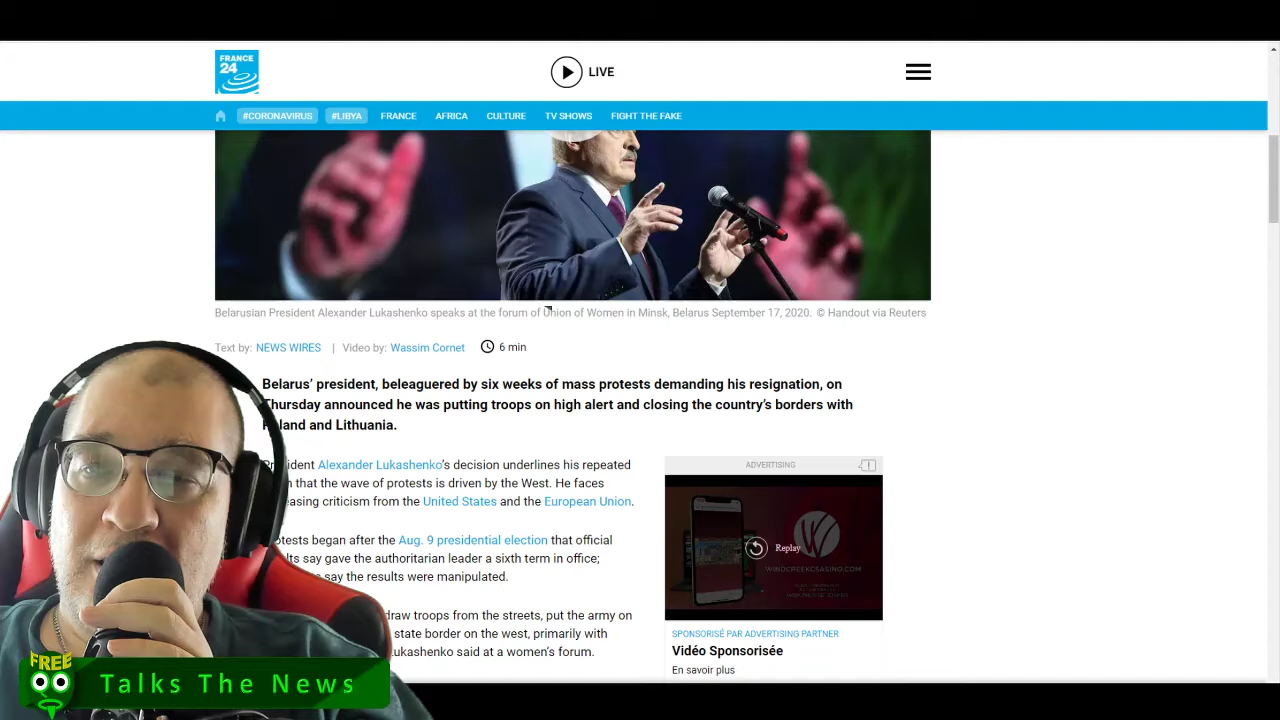 FRANCE
24
LIVE
#CORONAVIRUS #LIBYA FRANCE AFRICA CULTURE TV SHOWS FIGHT THE FAKE
Belarusian President Alexander Lukashenko speaks at the forum of Union of Women in Minsk, Belarus September 17, 2020. © Handout via Reuters
Text by: NEWS WIRES | Video by: Wassim Cornet 6 min
Belarus’ president, beleaguered by six weeks of mass protests demanding his resignation, on
Thursday announced he was putting troops on high alert and closing the country’s borders with
and Lithuania.
Alexander Lukashenko’s decision underlines his repeated
that the wave of protests is driven by the West. He faces
criticism from the United States and the European Union.
began after the Aug. 9 presidential election that official
say gave the authoritarian leader a sixth term in office;
say the results were manipulated.
troops from the streets, put the army on
state border on the west, primarily with
said at a women’s forum.
ADVERTISING
Replay
WINDCREEKCSASINO.COM
SPONSORISÉ PAR ADVERTISING PARTNER
Vidéo Sponsorisée
En savoir plus
FREE
Talks The News